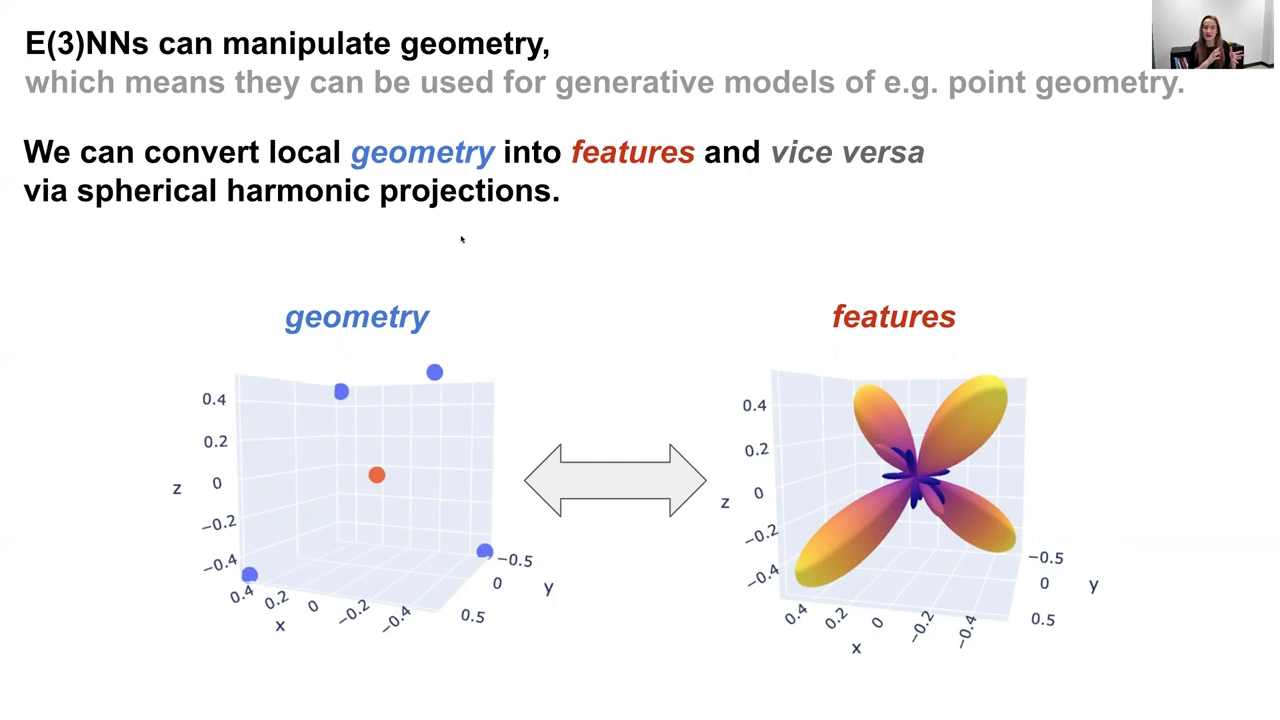 E(3)NNs can manipulate geometry,
which means they can be used for generative models of e.g. point geometry.
We can convert local geometry into features and vice versa
via spherical harmonic projections.
geometry
features
0.4
0.2
0
−0.2
−0.4
z
0.4
0.2
0
−0.2
−0.4
x
−0.5
0
0.5
y
0.4
0.2
0
−0.2
−0.4
z
0.4
0.2
0
−0.2
−0.4
x
−0.5
0
0.5
y